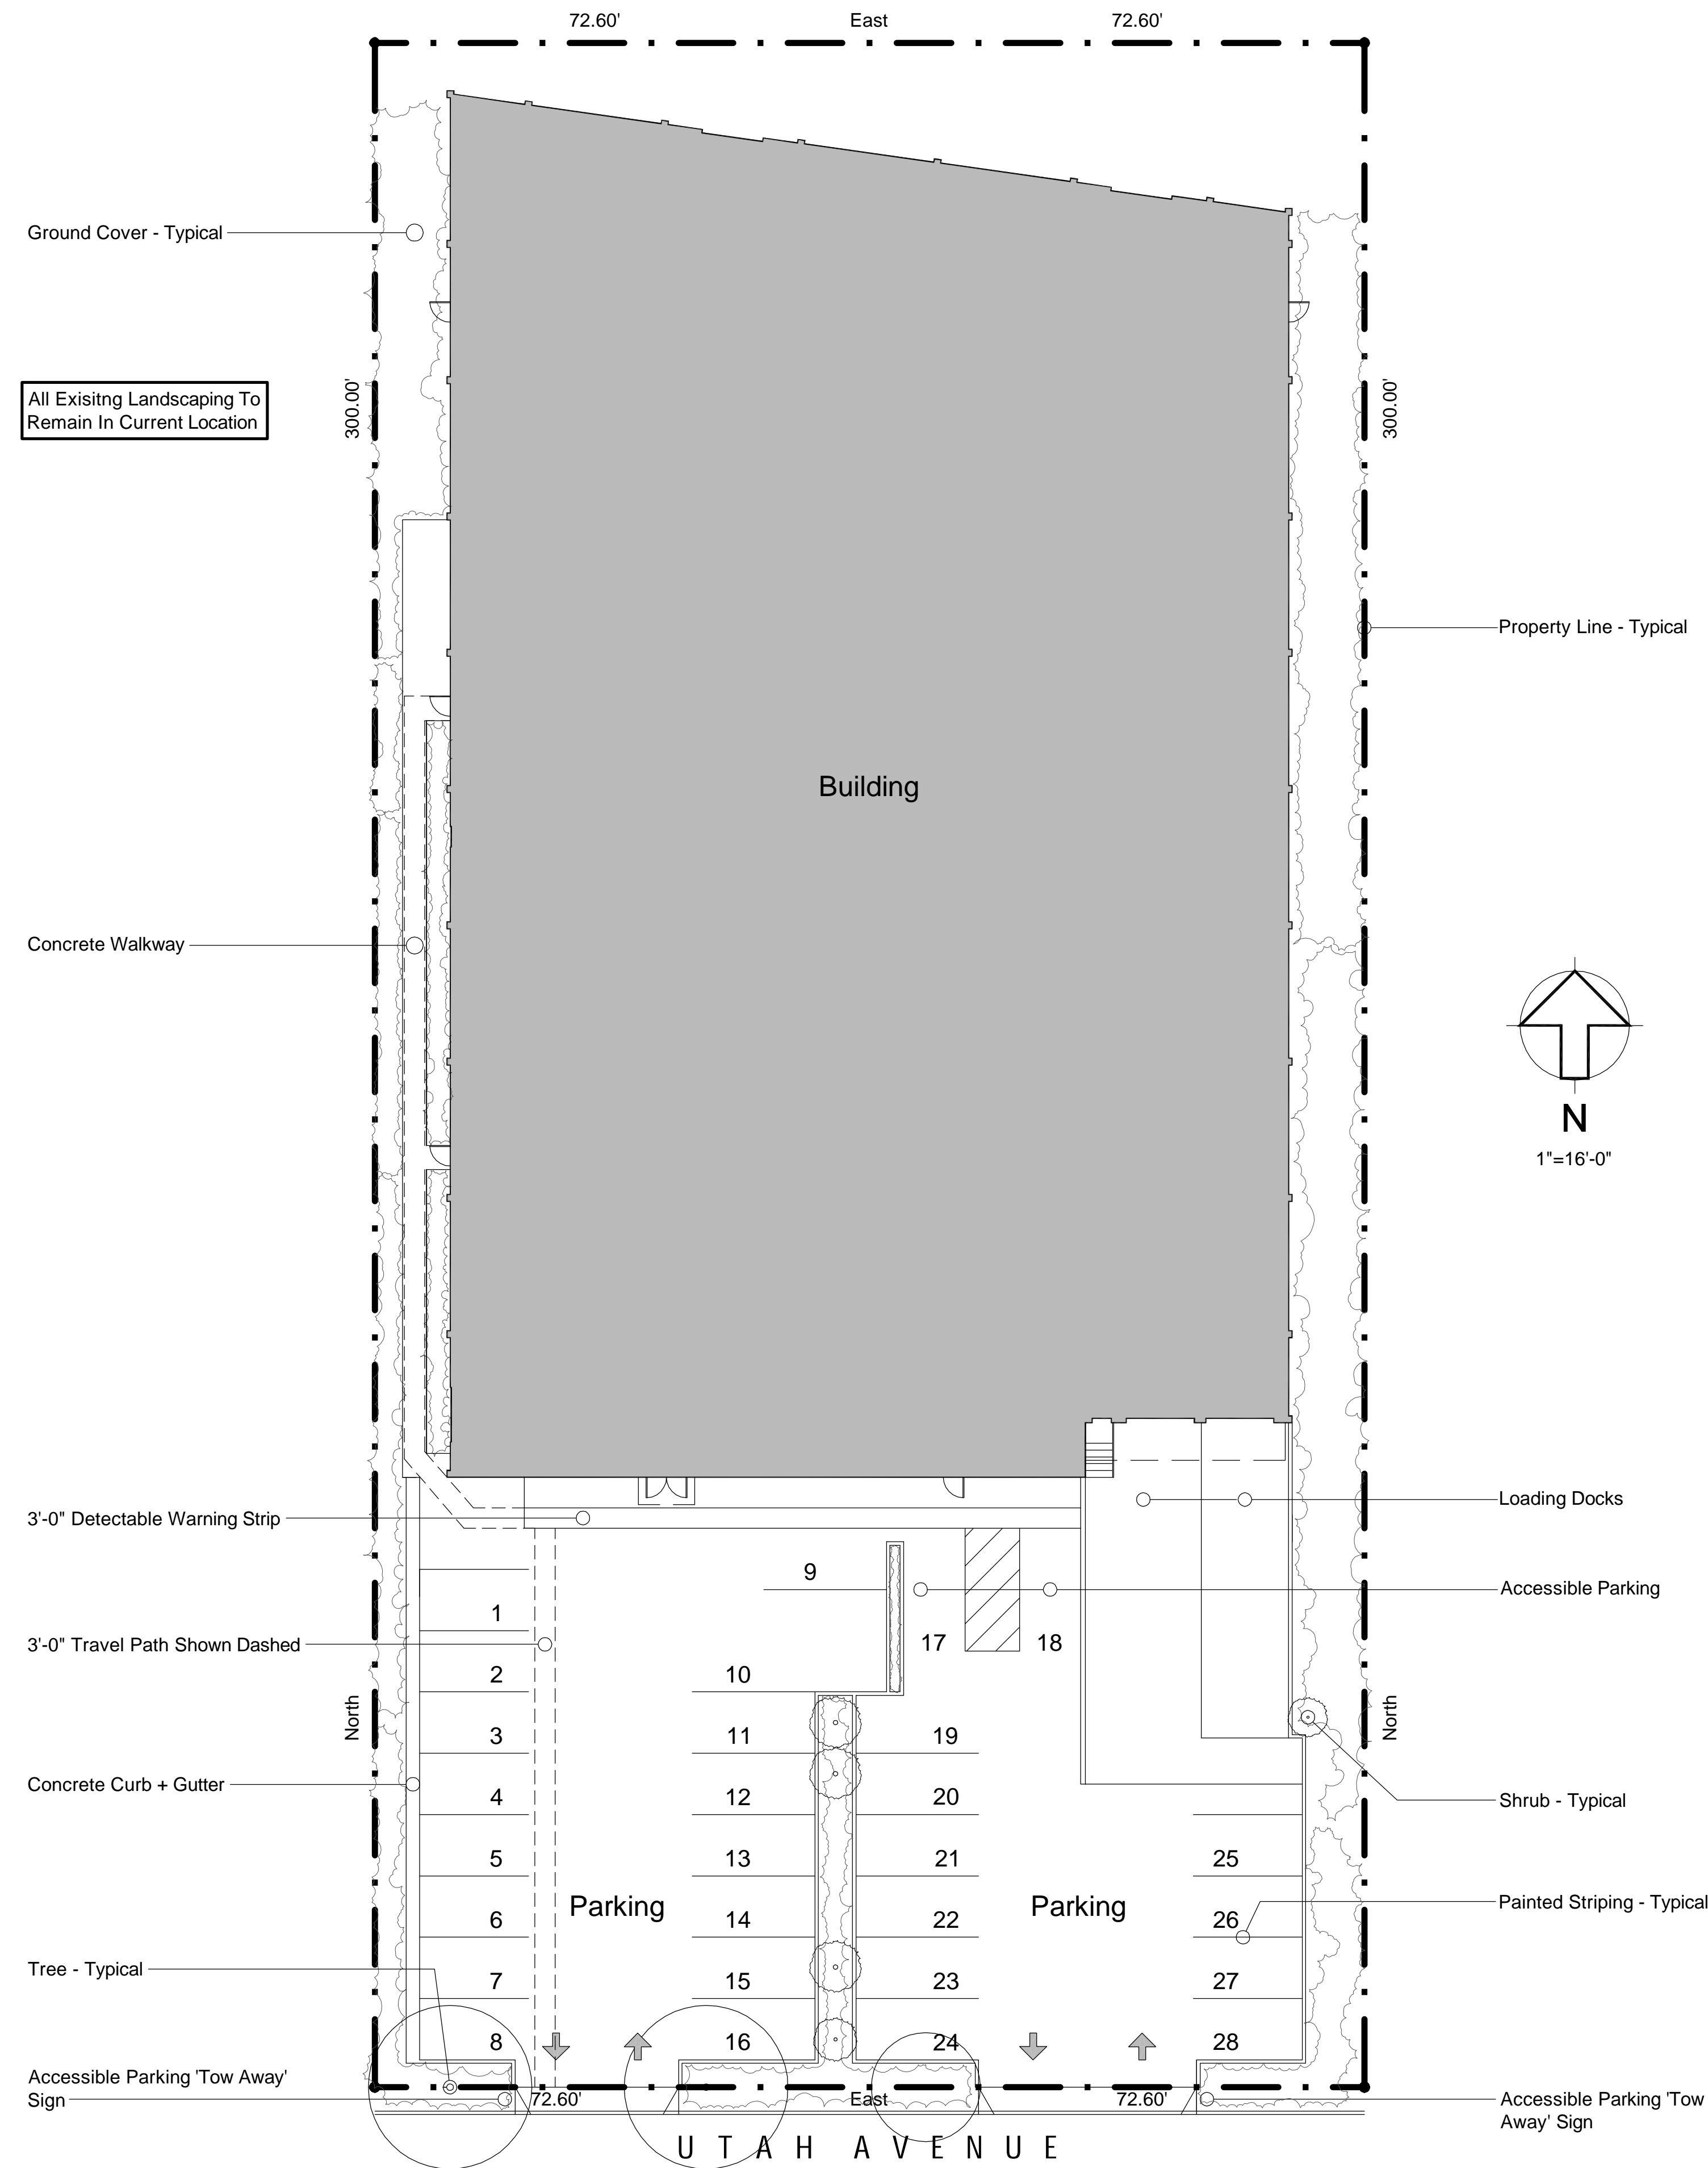 72.60' East 72.60'
Ground Cover - Typical
All Exisitng Landscaping To
Remain In Current Location
300.00'
300.00'
Property Line - Typical
Building
Concrete Walkway
N
1"=16'-0"
Loading Docks
3'-0" Detectable Warning Strip
9
Accessible Parking
1
17
18
3'-0" Travel Path Shown Dashed
2
10
North
North
3
11
19
Concrete Curb + Gutter
4
12
20
Shrub - Typical
5
13
21
25
Parking
Parking
Painted Striping - Typical
6
14
22
26
Tree - Typical
7
15
23
27
8
16
24
28
Accessible Parking 'Tow Away'
Sign
72.60' East 72.60'
Accessible Parking 'Tow
Away' Sign
UTAH AVENUE